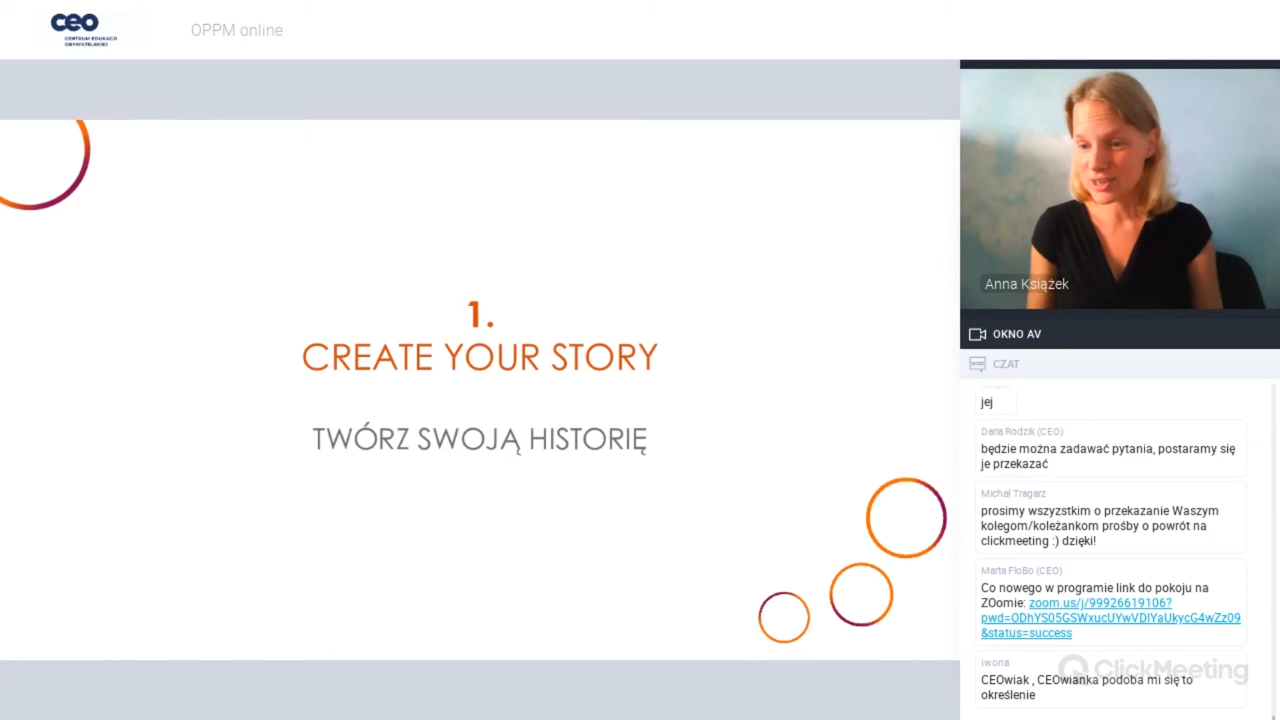 ceo
CENTRUM EDUKACJI
OBYWATELSKIEJ
OPPM online
1.
CREATE YOUR STORY
TWÓRZ SWOJĄ HISTORIĘ
Anna Książek
OKNO AV
CZAT
jej
Daria Rodzik (CEO)
będzie można zadawać pytania, postaramy się
je przekazać
Michał Tragarz
prosimy wszyzstkim o przekazanie Waszym
kolegom/koleżankom prośby o powrót na
clickmeeting :) dzięki!
Marta FloBo (CEO)
Co nowego w programie link do pokoju na
ZOomie: zoom.us/j/99926619106?
pwd=ODhYS05GSWxucUYwVDlYaUkycG4wZz09
&status=success
Iwona
CEOwiak , CEOwianka podoba mi się to
określenie
ClickMeeting